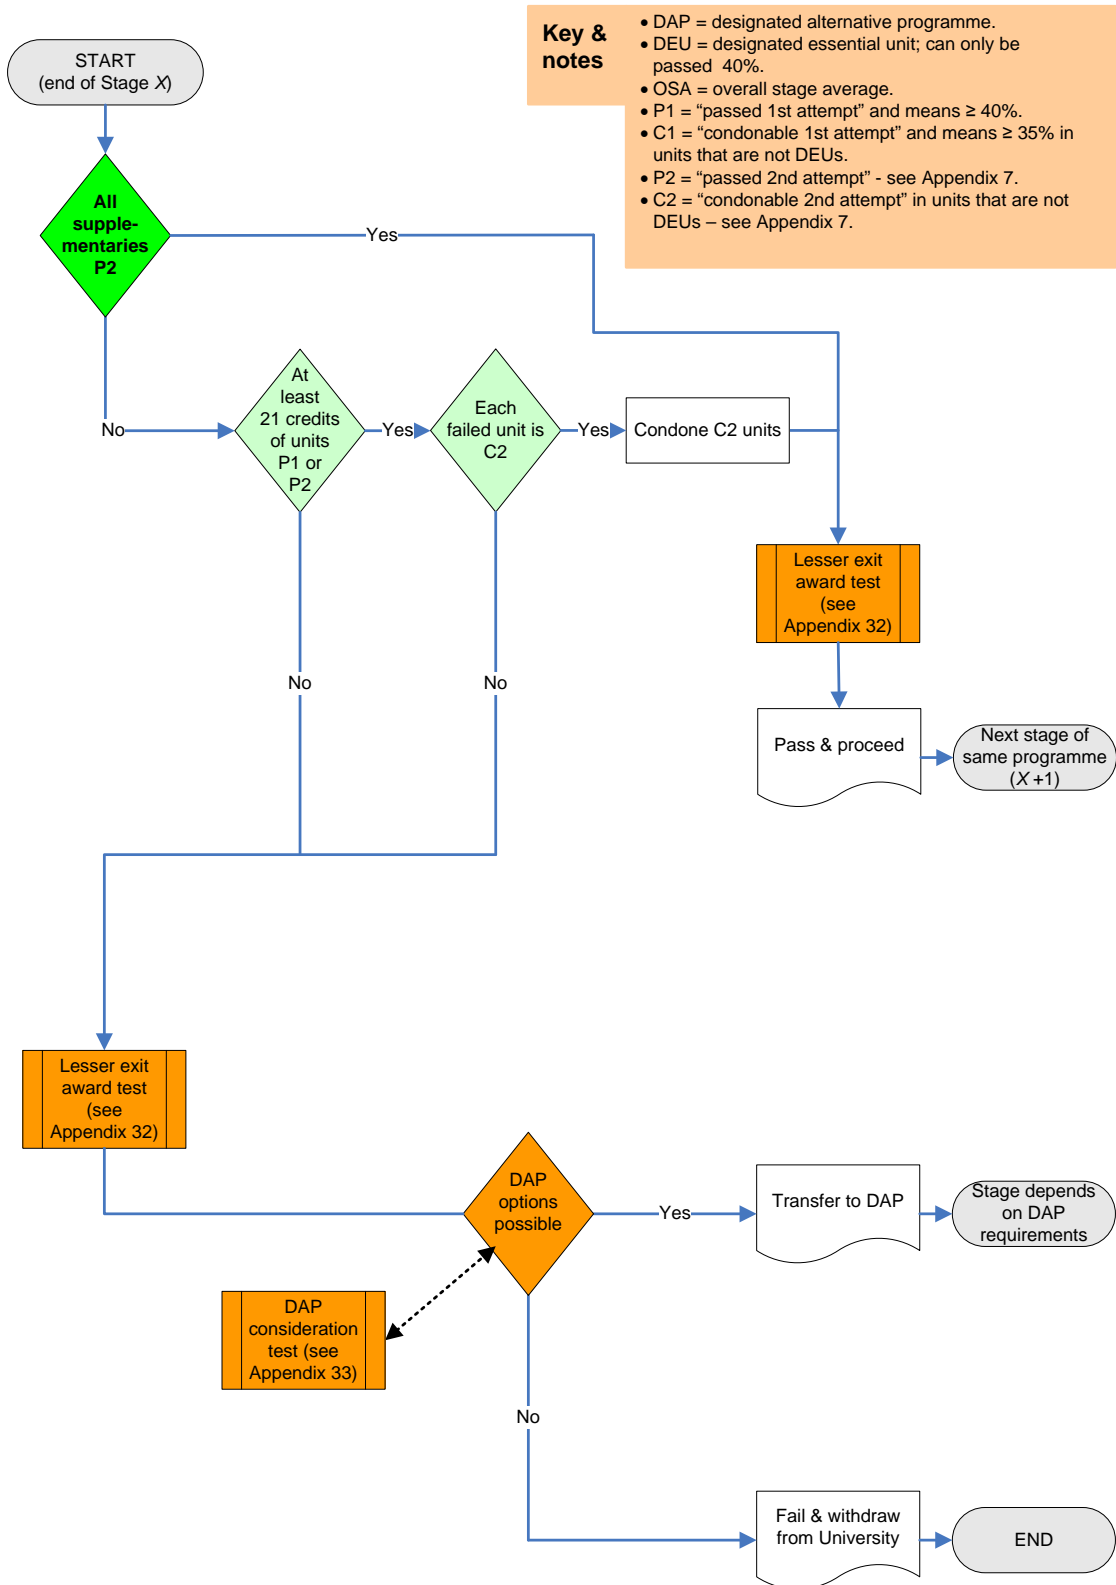 START
(end of Stage X)
Key &
notes
• DAP = designated alternative programme.
• DEU = designated essential unit; can only be
passed  40%.
• OSA = overall stage average.
• P1 = “passed 1st attempt” and means ≥ 40%.
• C1 = “condonable 1st attempt” and means ≥ 35% in
units that are not DEUs.
• P2 = “passed 2nd attempt” - see Appendix 7.
• C2 = “condonable 2nd attempt” in units that are not
DEUs – see Appendix 7.
All
supple-
mentaries
P2
Yes
No
At
least
21 credits
of units
P1 or
P2
Yes
Each
failed unit is
C2
Yes
Condone C2 units
Lesser exit
award test
(see
Appendix 32)
No
No
Pass & proceed
Next stage of
same programme
(X+1)
Lesser exit
award test
(see
Appendix 32)
DAP
options
possible
Yes
Transfer to DAP
Stage depends
on DAP
requirements
DAP
consideration
test (see
Appendix 33)
No
Fail & withdraw
from University
END